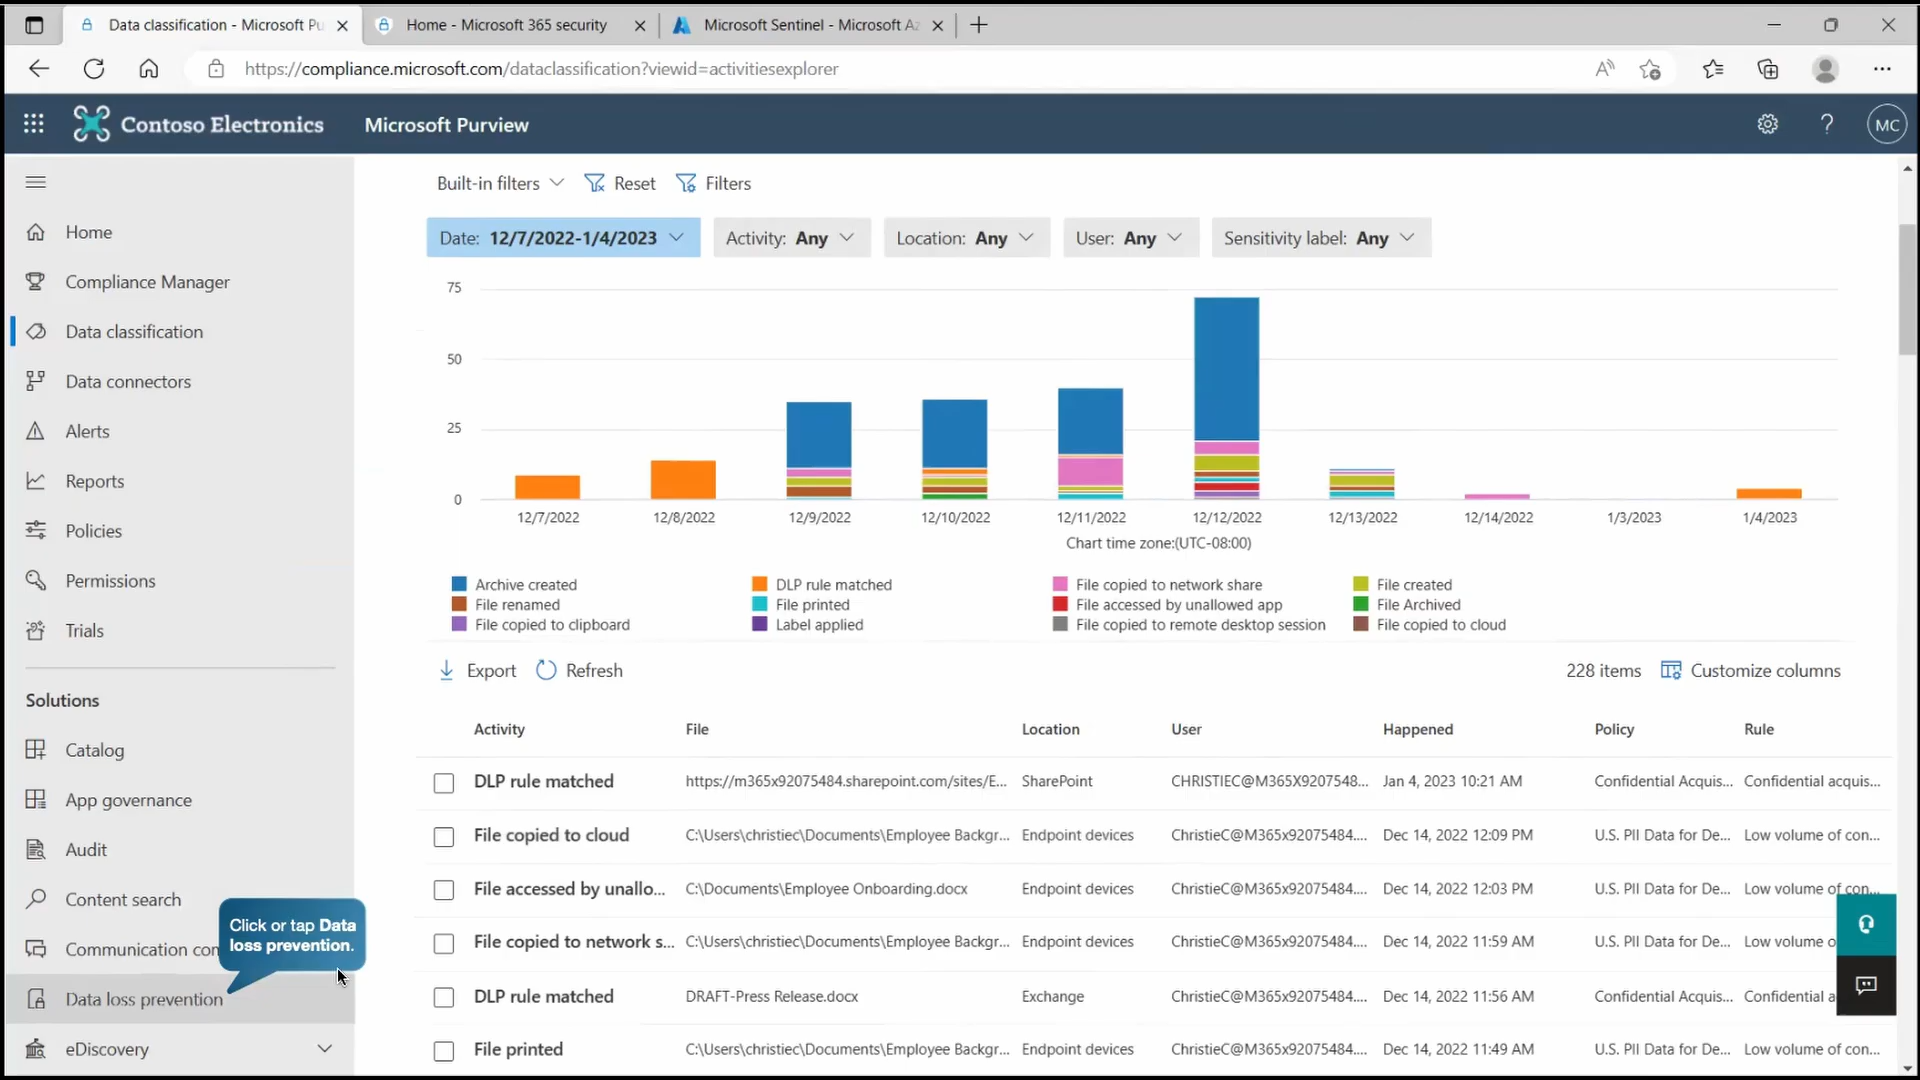 Data classification - Microsoft Pu
Home - Microsoft 365 security
Microsoft Sentinel - Microsoft Az
https://compliance.microsoft.com/dataclassification?viewid=activitiesexplorer
Contoso Electronics
Microsoft Purview
MC
Home
Compliance Manager
Data classification
Data connectors
Alerts
Reports
Policies
Permissions
Trials
Solutions
Catalog
App governance
Audit
Content search
Communication con
Data loss prevention
eDiscovery
Click or tap Data
loss prevention.
Built-in filters Reset Filters
Date: 12/7/2022-1/4/2023 Activity: Any Location: Any User: Any Sensitivity label: Any
75
50
25
0
12/7/2022 12/8/2022 12/9/2022 12/10/2022 12/11/2022 12/12/2022 12/13/2022 12/14/2022 1/3/2023 1/4/2023
Chart time zone:(UTC-08:00)
Archive created DLP rule matched File copied to network share File created
File renamed File printed File accessed by unallowed app File Archived
File copied to clipboard Label applied File copied to remote desktop session File copied to cloud
Export Refresh 228 items Customize columns
Activity File Location User Happened Policy Rule
DLP rule matched https://m365x92075484.sharepoint.com/sites/E... SharePoint CHRISTIEC@M365X9207548... Jan 4, 2023 10:21 AM Confidential Acquis... Confidential acquis...
File copied to cloud C:\Users\christiec\Documents\Employee Backgr... Endpoint devices ChristieC@M365x92075484.... Dec 14, 2022 12:09 PM U.S. PII Data for De... Low volume of con...
File accessed by unallo... C:\Documents\Employee Onboarding.docx Endpoint devices ChristieC@M365x92075484.... Dec 14, 2022 12:03 PM U.S. PII Data for De... Low volume of con...
File copied to network s... C:\Users\christiec\Documents\Employee Backgr... Endpoint devices ChristieC@M365x92075484.... Dec 14, 2022 11:59 AM U.S. PII Data for De... Low volume o
DLP rule matched DRAFT-Press Release.docx Exchange ChristieC@M365x92075484.... Dec 14, 2022 11:56 AM Confidential Acquis... Confidential a
File printed C:\Users\christiec\Documents\Employee Backgr... Endpoint devices ChristieC@M365x92075484.... Dec 14, 2022 11:49 AM U.S. PII Data for De... Low volume of con...